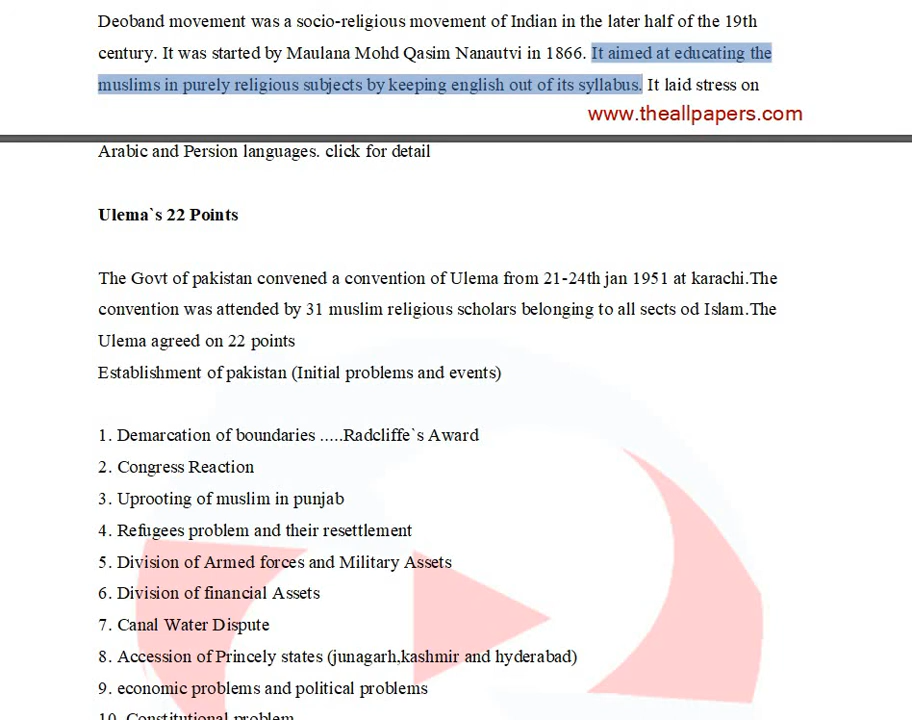 Deoband movement was a socio-religious movement of Indian in the later half of the 19th
century. It was started by Maulana Mohd Qasim Nanautvi in 1866. It aimed at educating the
muslims in purely religious subjects by keeping english out of its syllabus. It laid stress on
www.theallpapers.com
Arabic and Persion languages. click for detail
Ulema`s 22 Points
The Govt of pakistan convened a convention of Ulema from 21-24th jan 1951 at karachi.The
convention was attended by 31 muslim religious scholars belonging to all sects od Islam.The
Ulema agreed on 22 points
Establishment of pakistan (Initial problems and events)
1. Demarcation of boundaries .....Radcliffe`s Award
2. Congress Reaction
3. Uprooting of muslim in punjab
4. Refugees problem and their resettlement
5. Division of Armed forces and Military Assets
6. Division of financial Assets
7. Canal Water Dispute
8. Accession of Princely states (junagarh,kashmir and hyderabad)
9. economic problems and political problems
10. Constitutional problem